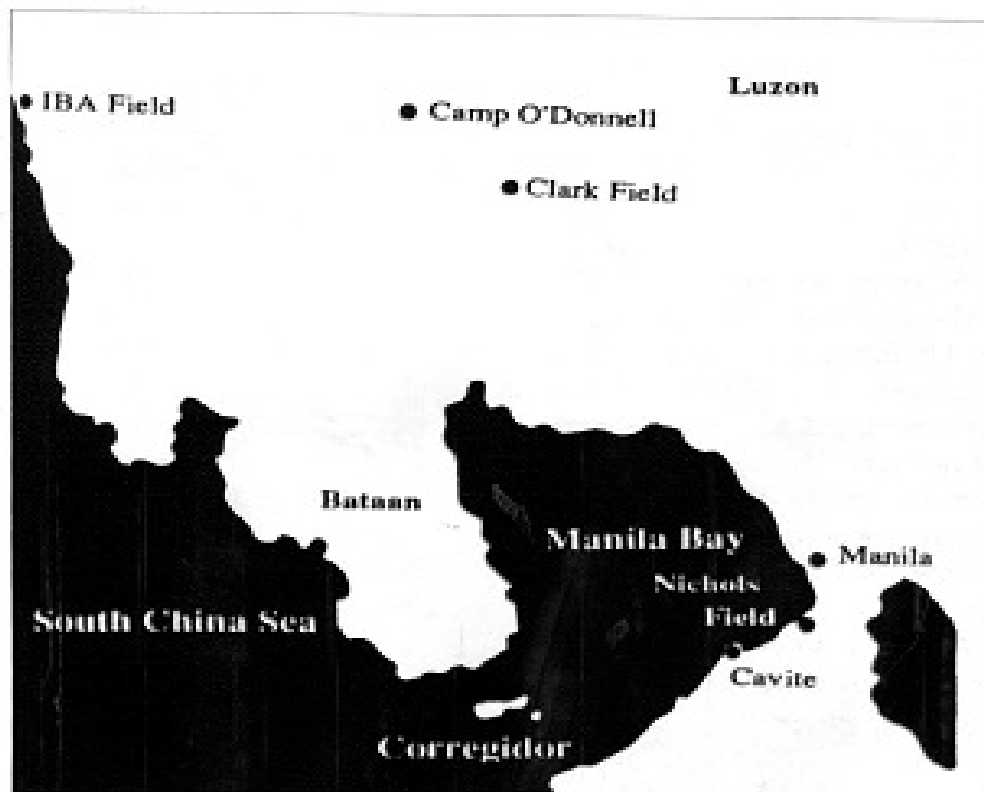 Luzon
IBA Field
Camp O'Donnell
Clark Field
Bataan
Manila Bay
Manila
Nichols
Field
South China Sea
Cavite
Corregidor